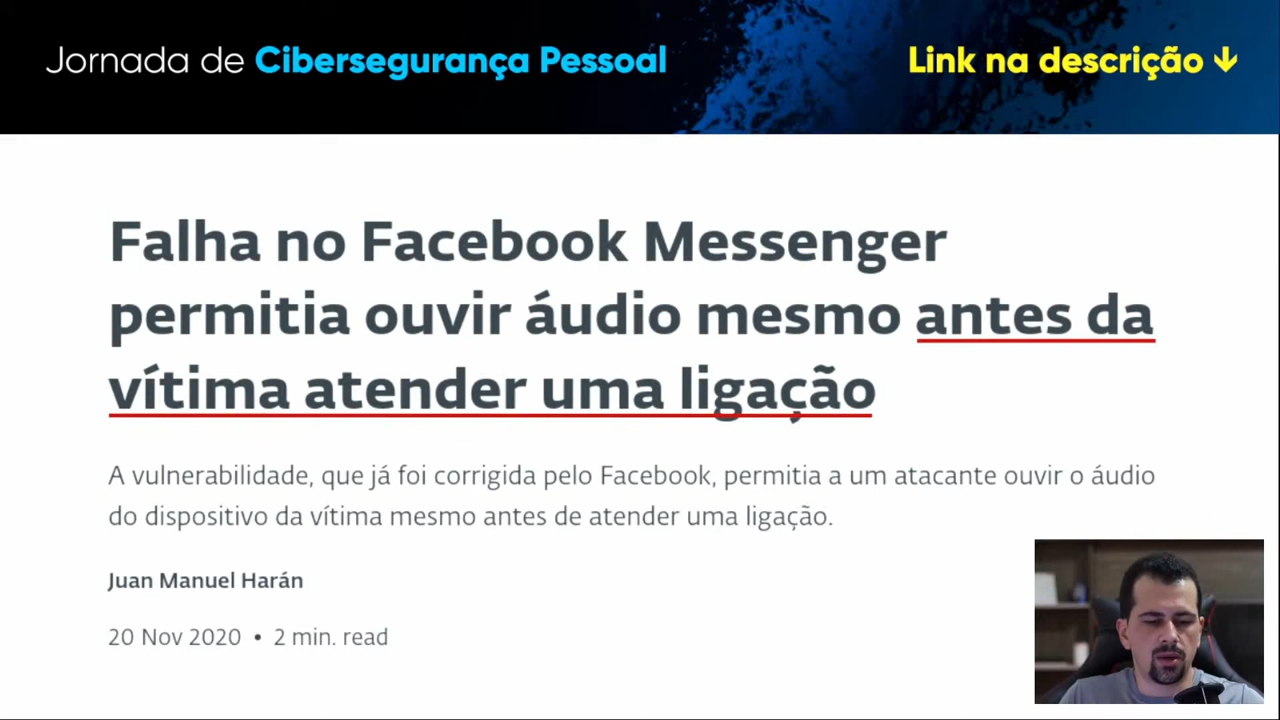 Jornada de Cibersegurança Pessoal
Link na descrição ↓
Falha no Facebook Messenger
permitia ouvir áudio mesmo antes da
vítima atender uma ligação
A vulnerabilidade, que já foi corrigida pelo Facebook, permitia a um atacante ouvir o áudio
do dispositivo da vítima mesmo antes de atender uma ligação.
Juan Manuel Harán
20 Nov 2020 • 2 min. read